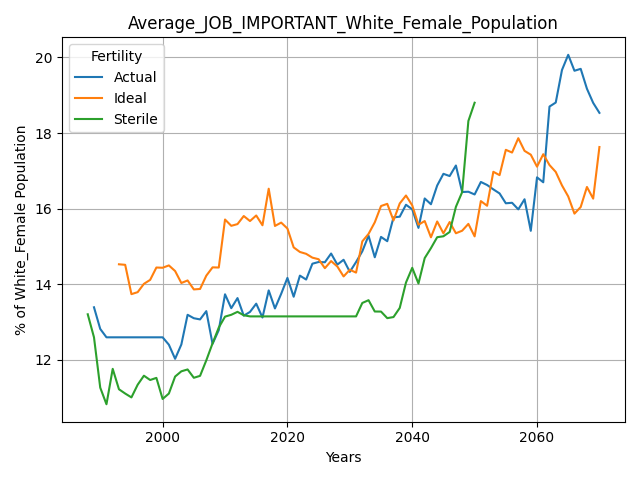 Average_JOB_IMPORTANT_White_Female_Population
Fertility
Actual
Ideal
Sterile
20
18
16
14
12
% of White_Female Population
2000
2020
2040
2060
Years